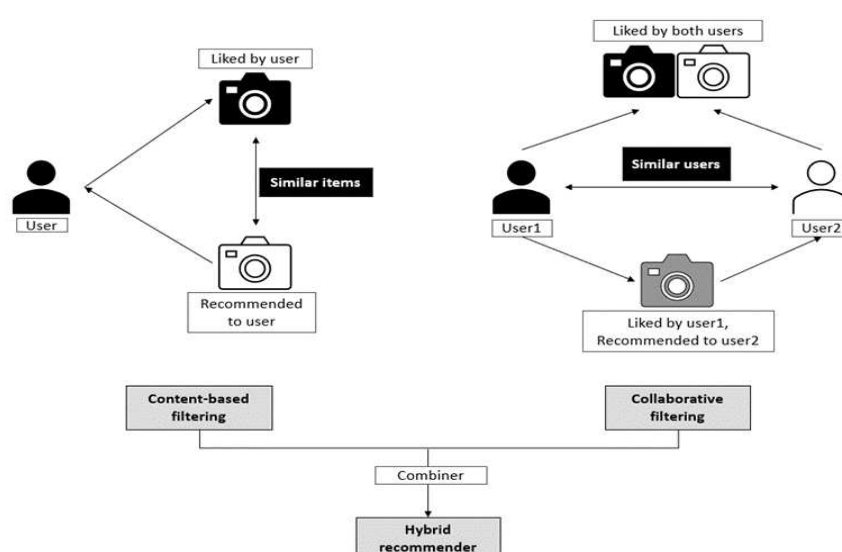 Liked by user
Similar items
User
Recommended
to user
Liked by both users
Similar users
User1
User2
Liked by user1,
Recommended to user2
Content-based
filtering
Collaborative
filtering
Combiner
Hybrid
recommender